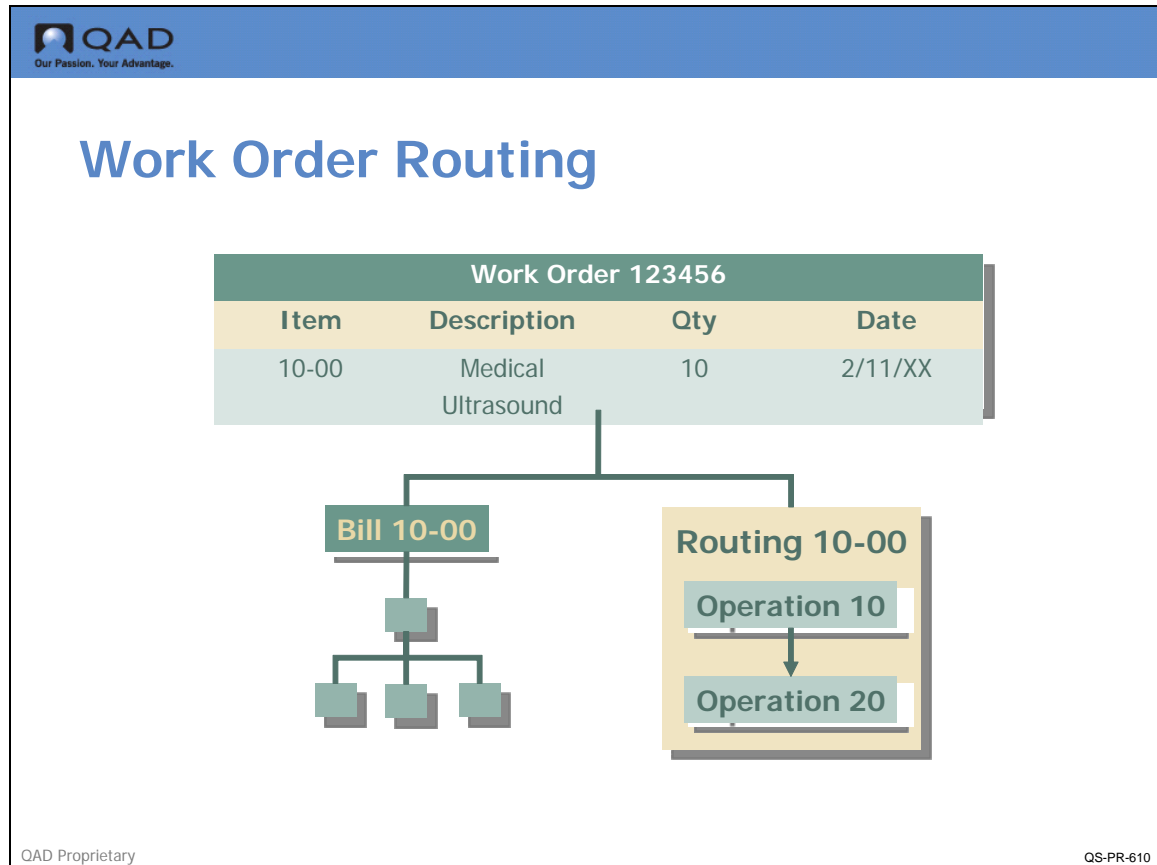 QAD
Our Passion. Your Advantage.
Work Order Routing
Work Order 123456
Item Description Qty Date
10-00 Medical 10 2/11/XX
Ultrasound
Bill 10-00
Routing 10-00
Operation 10
Operation 20
QAD Proprietary
QS-PR-610